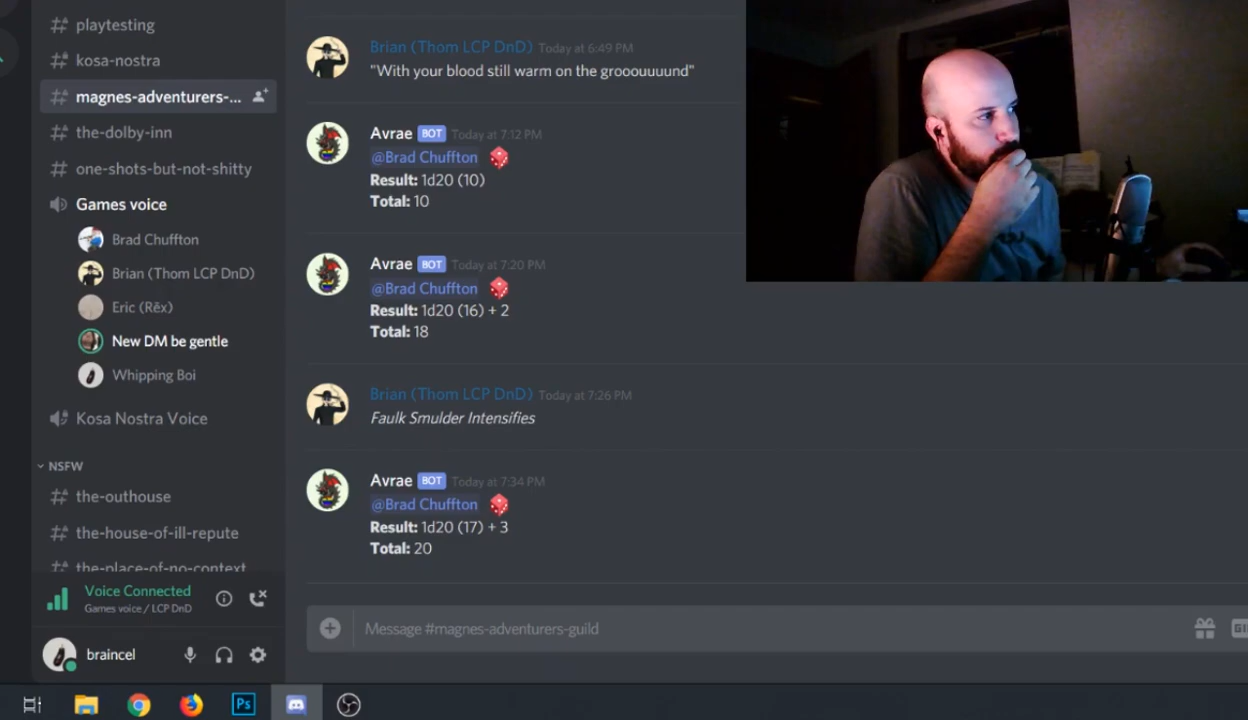 playtesting
kosa-nostra
magnes-adventurers-...
the-dolby-inn
one-shots-but-not-shitty
Games voice
Brad Chuffton
Brian (Thom LCP DnD)
Eric (Rēx)
New DM be gentle
Whipping Boi
Kosa Nostra Voice
NSFW
the-outhouse
the-house-of-ill-repute
the-place-of-no-context
Voice Connected
Games voice / LCP DnD
braincel
Brian (Thom LCP DnD) Today at 6:49 PM
"With your blood still warm on the grooouuuund"
Avrae BOT Today at 7:12 PM
@Brad Chuffton
Result: 1d20 (10)
Total: 10
Avrae BOT Today at 7:20 PM
@Brad Chuffton
Result: 1d20 (16) + 2
Total: 18
Brian (Thom LCP DnD) Today at 7:26 PM
Faulk Smulder Intensifies
Avrae BOT Today at 7:34 PM
@Brad Chuffton
Result: 1d20 (17) + 3
Total: 20
Message #magnes-adventurers-guild
Ps